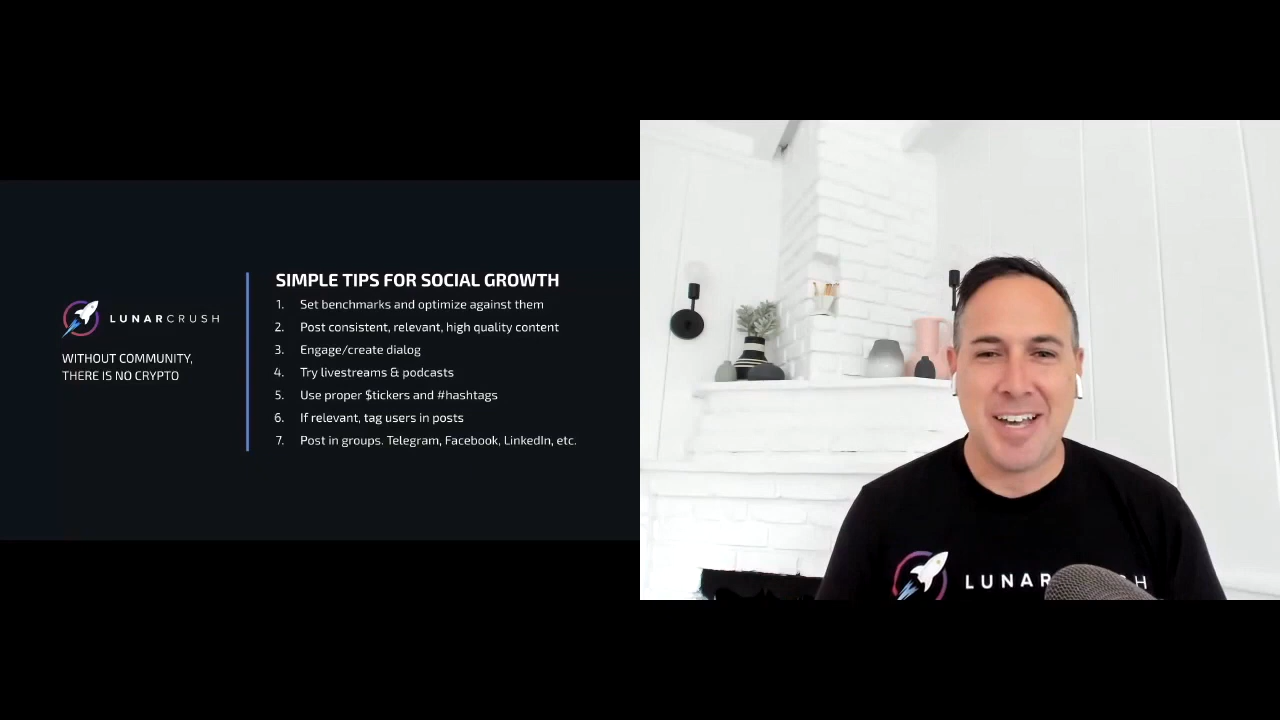 LUNARCRUSH
WITHOUT COMMUNITY,
THERE IS NO CRYPTO
SIMPLE TIPS FOR SOCIAL GROWTH
1. Set benchmarks and optimize against them
2. Post consistent, relevant, high quality content
3. Engage/create dialog
4. Try livestreams & podcasts
5. Use proper $tickers and #hashtags
6. If relevant, tag users in posts
7. Post in groups. Telegram, Facebook, LinkedIn, etc.
LUNAR SH